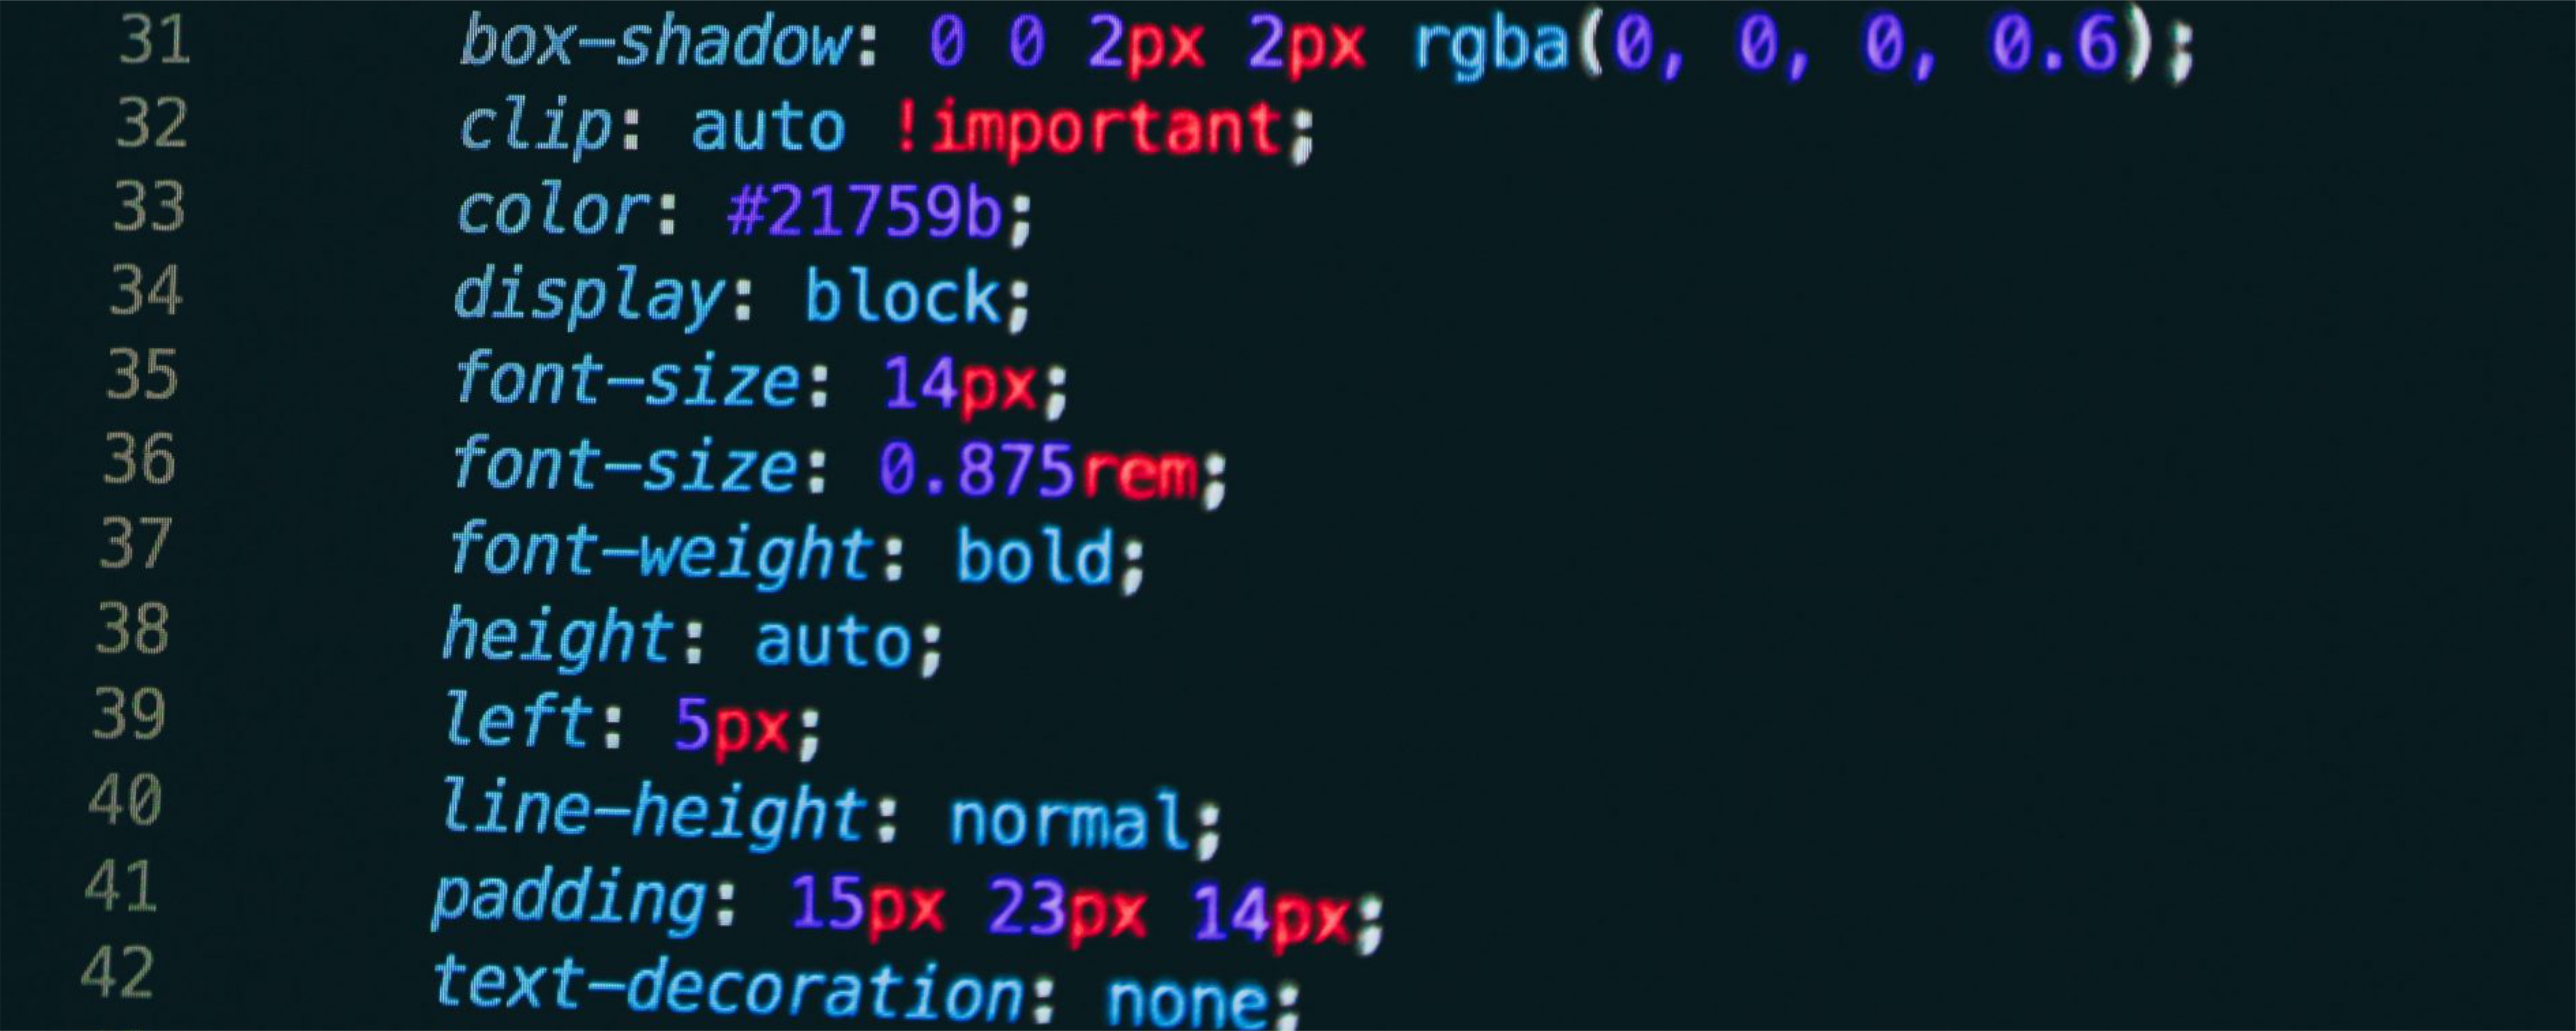 31 box-shadow: 0 0 2px 2px rgba(0, 0, 0, 0.6);
32 clip: auto !important;
33 color: #21759b;
34 display: block;
35 font-size: 14px;
36 font-size: 0.875rem;
37 font-weight: bold;
38 height: auto;
39 left: 5px;
40 line-height: normal;
41 padding: 15px 23px 14px;
42 text-decoration: none;